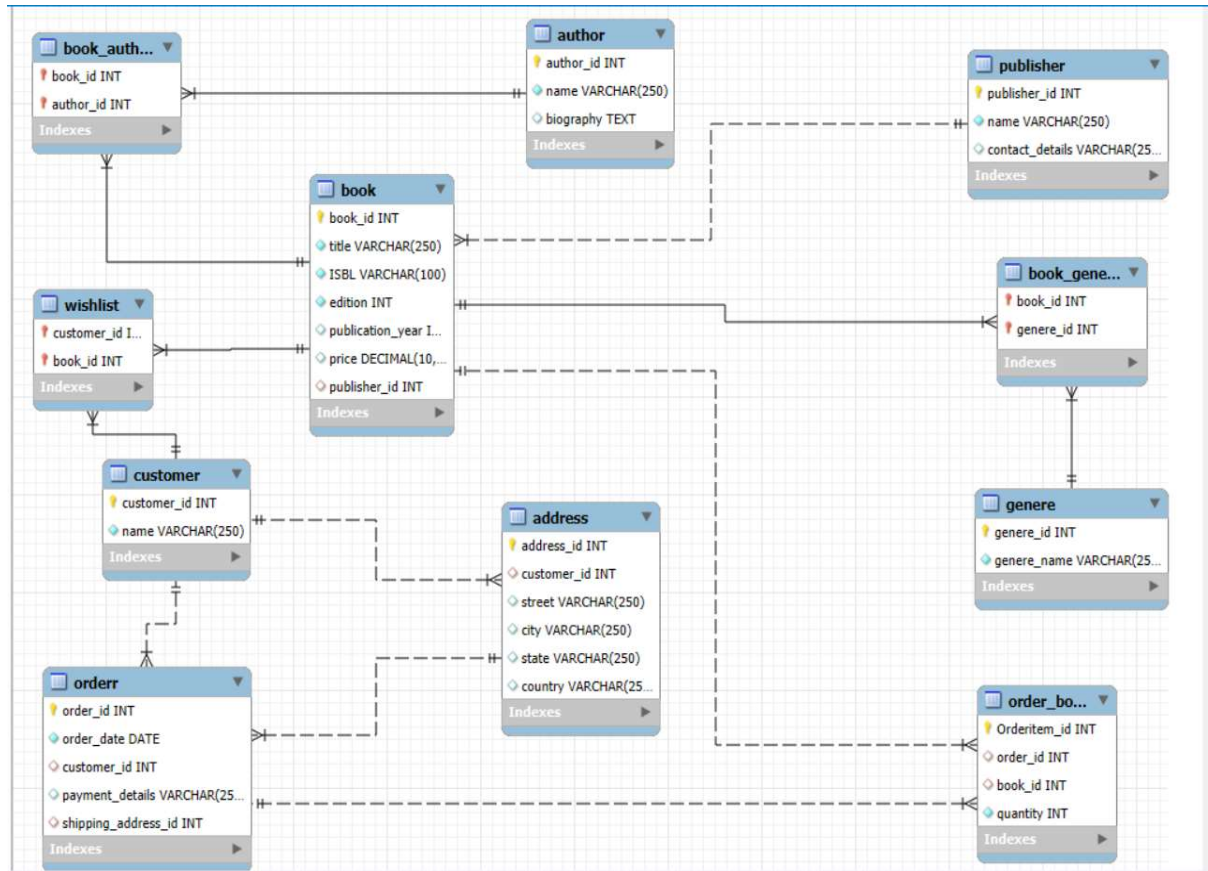 book_auth...
book_id INT
author_id INT
Indexes
author
author_id INT
name VARCHAR(250)
biography TEXT
Indexes
publisher
publisher_id INT
name VARCHAR(250)
contact_details VARCHAR(25...
Indexes
book
book_id INT
title VARCHAR(250)
ISBL VARCHAR(100)
edition INT
publication_year I...
price DECIMAL(10,...
publisher_id INT
Indexes
book_gene...
book_id INT
genere_id INT
Indexes
wishlist
customer_id I...
book_id INT
Indexes
customer
customer_id INT
name VARCHAR(250)
Indexes
address
address_id INT
customer_id INT
street VARCHAR(250)
city VARCHAR(250)
state VARCHAR(250)
country VARCHAR(25...
Indexes
genere
genere_id INT
genere_name VARCHAR(25...
Indexes
orderr
order_id INT
order_date DATE
customer_id INT
payment_details VARCHAR(25...
shipping_address_id INT
Indexes
order_bo...
Orderitem_id INT
order_id INT
book_id INT
quantity INT
Indexes